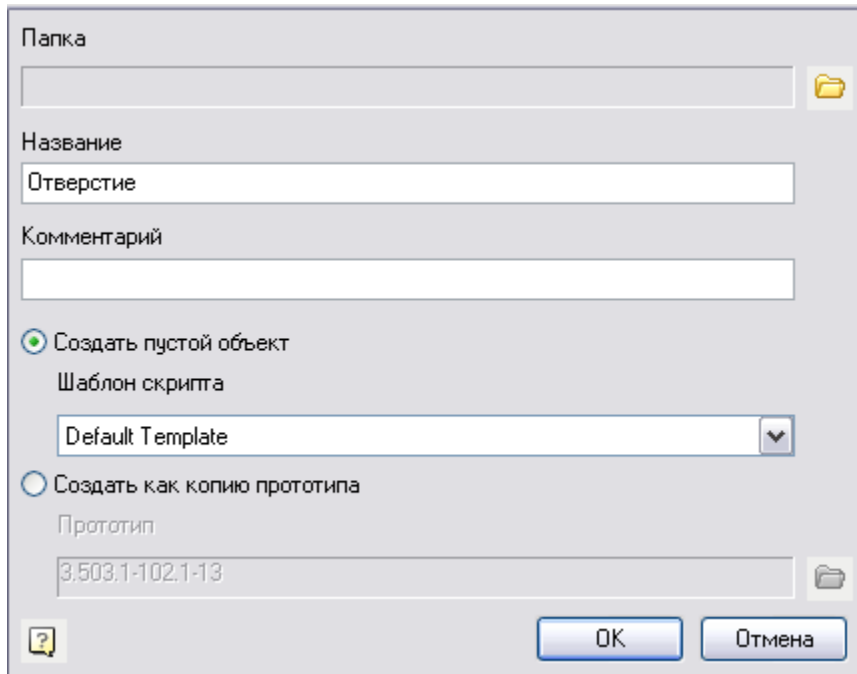 Папка
Название
Отверстие
Комментарий
Создать пустой объект
Шаблон скрипта
Default Template
Создать как копию прототипа
Прототип
3.503.1-102.1-13
?
OK
Отмена